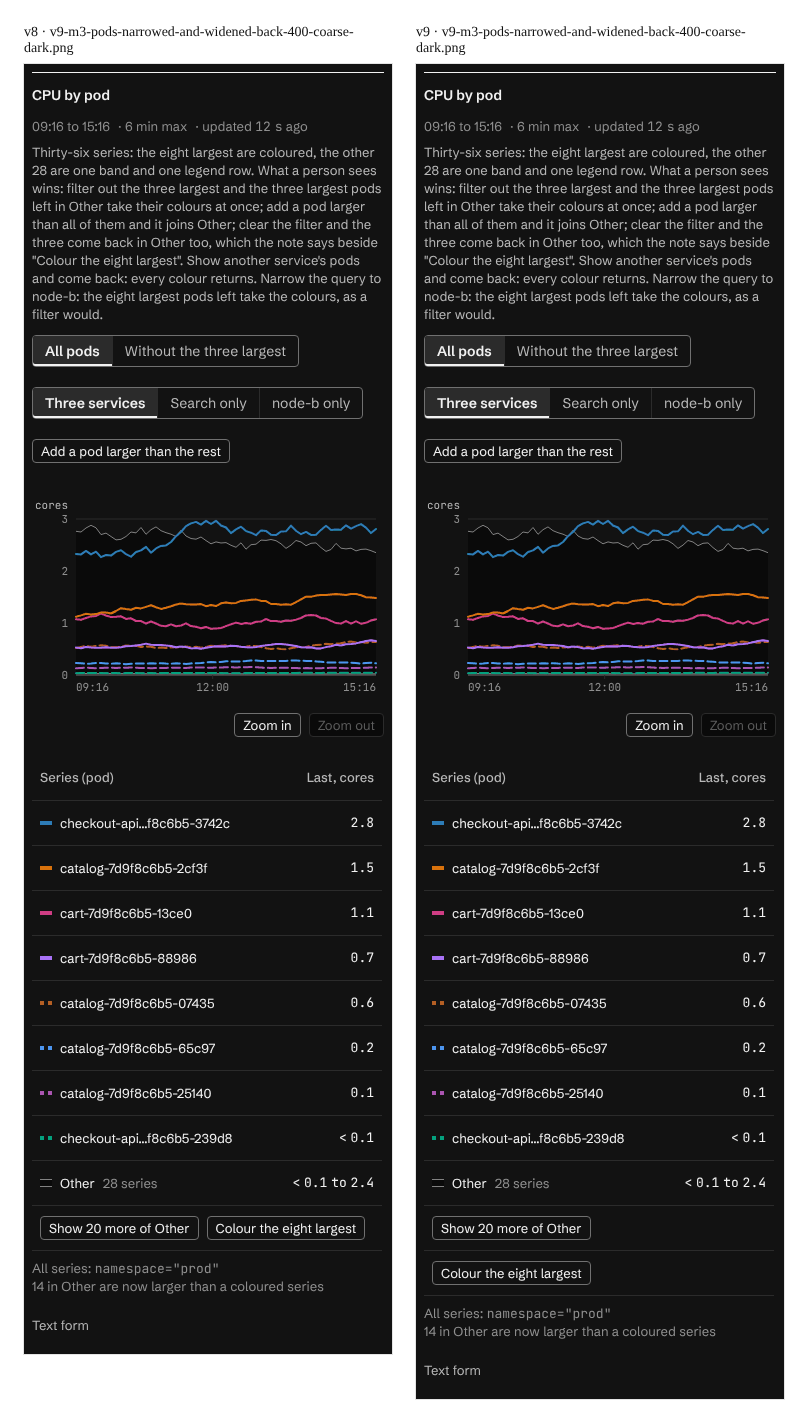 v8 · v9-m3-pods-narrowed-and-widened-back-400-coarse-
dark.png
CPU by pod
09:16 to 15:16 · 6 min max · updated 12 s ago
Thirty-six series: the eight largest are coloured, the other
28 are one band and one legend row. What a person sees
wins: filter out the three largest and the three largest pods
left in Other take their colours at once; add a pod larger
than all of them and it joins Other; clear the filter and the
three come back in Other too, which the note says beside
"Colour the eight largest". Show another service's pods
and come back: every colour returns. Narrow the query to
node-b: the eight largest pods left take the colours, as a
filter would.
All pods Without the three largest
Three services Search only node-b only
Add a pod larger than the rest
cores
3
2
1
0
09:16 12:00 15:16
Zoom in Zoom out
Series (pod) Last, cores
checkout-api…f8c6b5-3742c 2.8
catalog-7d9f8c6b5-2cf3f 1.5
cart-7d9f8c6b5-13ce0 1.1
cart-7d9f8c6b5-88986 0.7
catalog-7d9f8c6b5-07435 0.6
catalog-7d9f8c6b5-65c97 0.2
catalog-7d9f8c6b5-25140 0.1
checkout-api…f8c6b5-239d8 < 0.1
Other 28 series < 0.1 to 2.4
Show 20 more of Other Colour the eight largest
All series: namespace="prod"
14 in Other are now larger than a coloured series
Text form
v9 · v9-m3-pods-narrowed-and-widened-back-400-coarse-
dark.png
CPU by pod
09:16 to 15:16 · 6 min max · updated 12 s ago
Thirty-six series: the eight largest are coloured, the other
28 are one band and one legend row. What a person sees
wins: filter out the three largest and the three largest pods
left in Other take their colours at once; add a pod larger
than all of them and it joins Other; clear the filter and the
three come back in Other too, which the note says beside
"Colour the eight largest". Show another service's pods
and come back: every colour returns. Narrow the query to
node-b: the eight largest pods left take the colours, as a
filter would.
All pods Without the three largest
Three services Search only node-b only
Add a pod larger than the rest
cores
3
2
1
0
09:16 12:00 15:16
Zoom in Zoom out
Series (pod) Last, cores
checkout-api…f8c6b5-3742c 2.8
catalog-7d9f8c6b5-2cf3f 1.5
cart-7d9f8c6b5-13ce0 1.1
cart-7d9f8c6b5-88986 0.7
catalog-7d9f8c6b5-07435 0.6
catalog-7d9f8c6b5-65c97 0.2
catalog-7d9f8c6b5-25140 0.1
checkout-api…f8c6b5-239d8 < 0.1
Other 28 series < 0.1 to 2.4
Show 20 more of Other
Colour the eight largest
All series: namespace="prod"
14 in Other are now larger than a coloured series
Text form